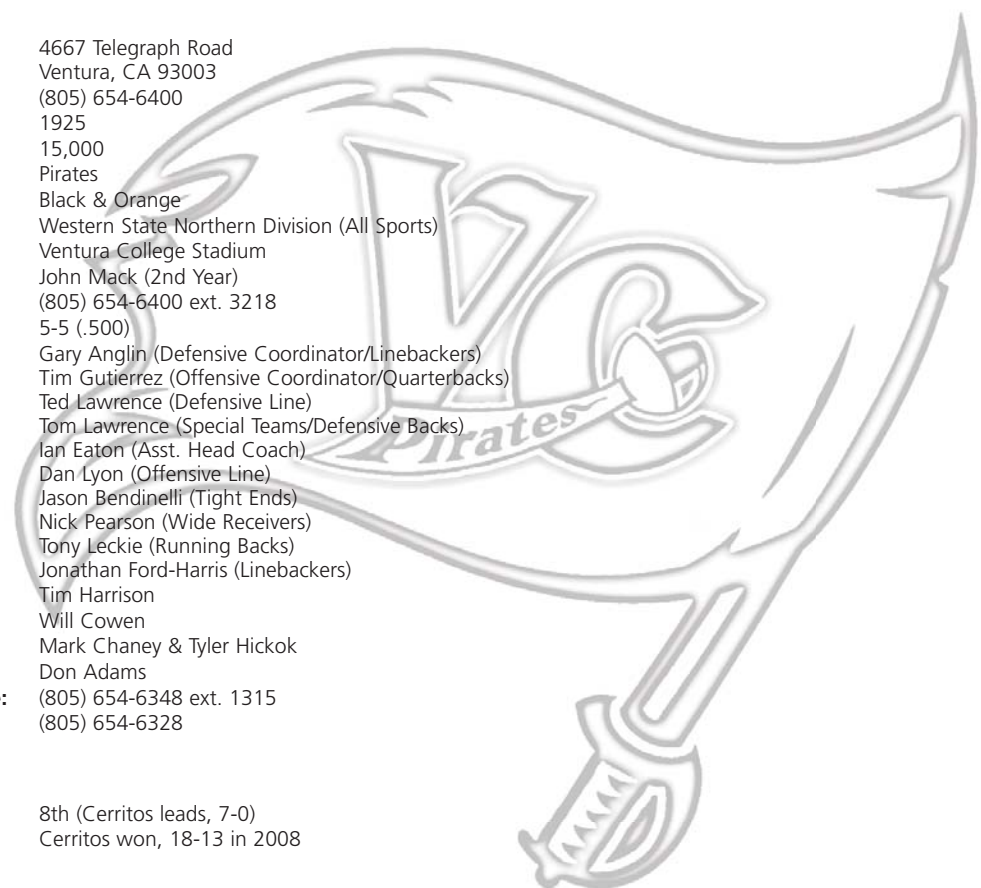 4667 Telegraph Road
Ventura, CA 93003
(805) 654-6400
1925
15,000
Pirates
Black & Orange
Western State Northern Division (All Sports)
Ventura College Stadium
John Mack (2nd Year)
(805) 654-6400 ext. 3218
5-5 (.500)
Gary Anglin (Defensive Coordinator/Linebackers)
Tim Gutierrez (Offensive Coordinator/Quarterbacks)
Ted Lawrence (Defensive Line)
Tom Lawrence (Special Teams/Defensive Backs)
Ian Eaton (Asst. Head Coach)
Dan Lyon (Offensive Line)
Jason Bendinelli (Tight Ends)
Nick Pearson (Wide Receivers)
Tony Leckie (Running Backs)
Jonathan Ford-Harris (Linebackers)
Tim Harrison
Will Cowen
Mark Chaney & Tyler Hickok
Don Adams
(805) 654-6348 ext. 1315
(805) 654-6328
8th (Cerritos leads, 7-0)
Cerritos won, 18-13 in 2008
VC
Pirates